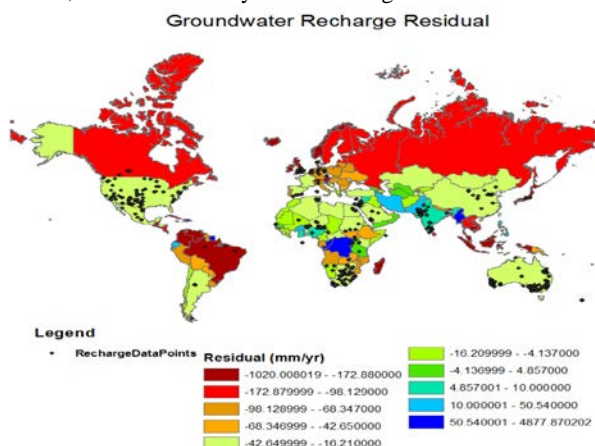 Groundwater Recharge Residual
Legend
• RechargeDataPoints
Residual (mm/yr)
-1020.008019 - -172.880000
-172.879999 - -98.129000
-98.128999 - -68.347000
-68.346999 - -42.650000
-42.649999 - -16.210000
-16.209999 - -4.137000
-4.136999 - 4.857000
4.857001 - 10.000000
10.000001 - 50.540000
50.540001 - 4877.870202